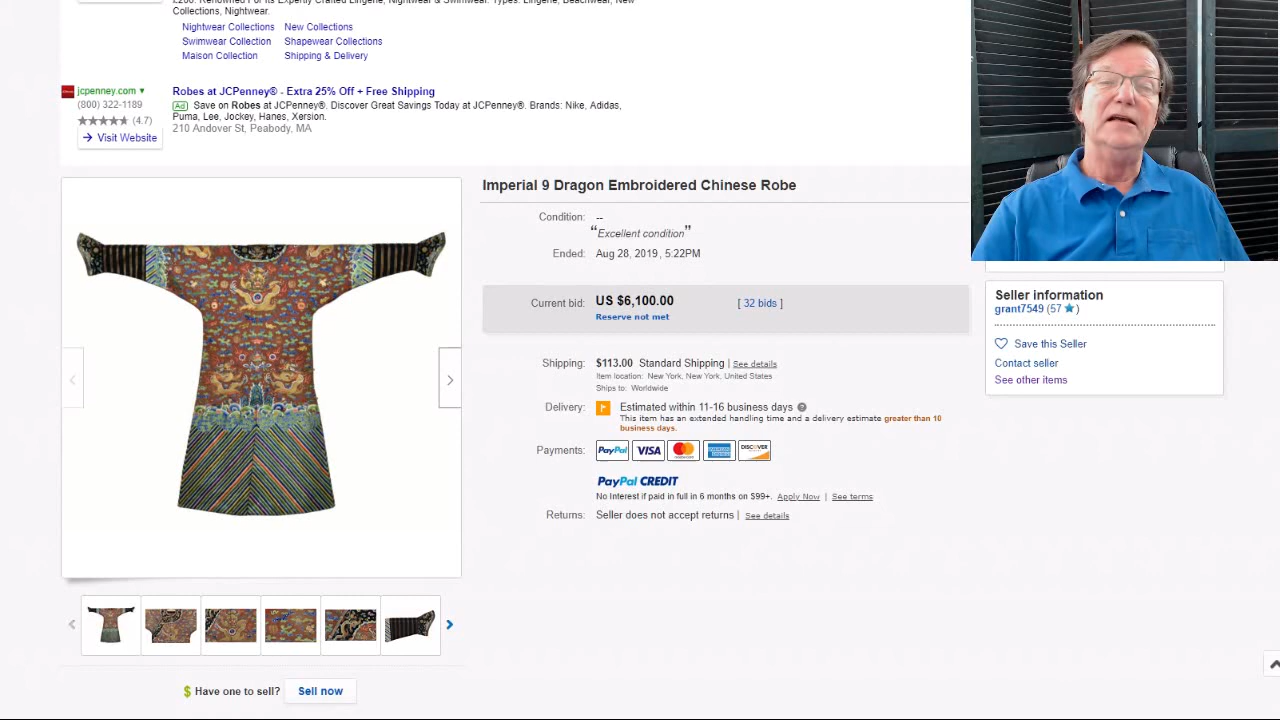 Collections, Nightwear.
Nightwear Collections New Collections
Swimwear Collection Shapewear Collections
Maison Collection Shipping & Delivery
jcpenney.com ▾
(800) 322-1189
(4.7)
→ Visit Website
Robes at JCPenney® - Extra 25% Off + Free Shipping
Ad Save on Robes at JCPenney®. Discover Great Savings Today at JCPenney®. Brands: Nike, Adidas,
Puma, Lee, Jockey, Hanes, Xersion.
210 Andover St, Peabody, MA
Imperial 9 Dragon Embroidered Chinese Robe
Condition: --
“Excellent condition”
Ended: Aug 28, 2019 , 5:22PM
Current bid: US $6,100.00 [ 32 bids ]
Reserve not met
Shipping: $113.00 Standard Shipping | See details
Item location: New York, New York, United States
Ships to: Worldwide
Delivery: Estimated within 11-16 business days
This item has an extended handling time and a delivery estimate greater than 10
business days.
Payments: PayPal VISA MasterCard AMERICAN EXPRESS DISCOVER
PayPal CREDIT
No Interest if paid in full in 6 months on $99+. Apply Now | See terms
Returns: Seller does not accept returns | See details
Seller information
grant7549 (57 ★)
Save this Seller
Contact seller
See other items
$ Have one to sell? Sell now